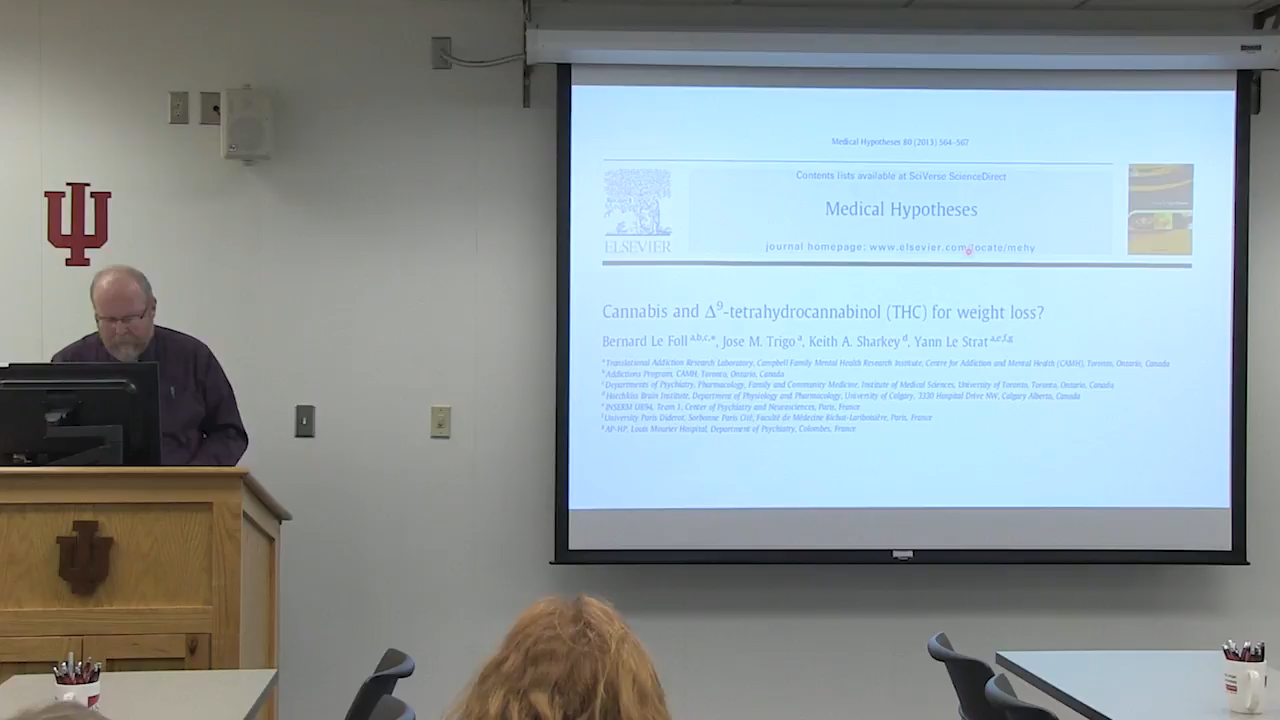 Medical Hypotheses 80 (2013) 564–567
Contents lists available at SciVerse ScienceDirect
Medical Hypotheses
ELSEVIER
journal homepage: www.elsevier.com/locate/mehy
Cannabis and Δ⁹-tetrahydrocannabinol (THC) for weight loss?
Bernard Le Foll a,b,c,*, Jose M. Trigo a, Keith A. Sharkey d, Yann Le Strat a,e,f,g
a Translational Addiction Research Laboratory, Campbell Family Mental Health Research Institute, Centre for Addiction and Mental Health (CAMH), Toronto, Ontario, Canada
b Addictions Program, CAMH, Toronto, Ontario, Canada
c Departments of Psychiatry, Pharmacology, Family and Community Medicine, Institute of Medical Sciences, University of Toronto, Toronto, Ontario, Canada
d Hotchkiss Brain Institute, Department of Physiology and Pharmacology, University of Calgary, 3330 Hospital Drive NW, Calgary Alberta, Canada
e INSERM U894, Team 1, Center of Psychiatry and Neurosciences, Paris, France
f University Paris Diderot, Sorbonne Paris Cité, Faculté de Médecine Bichat-Lariboisière, Paris, France
g AP-HP, Louis Mourier Hospital, Department of Psychiatry, Colombes, France